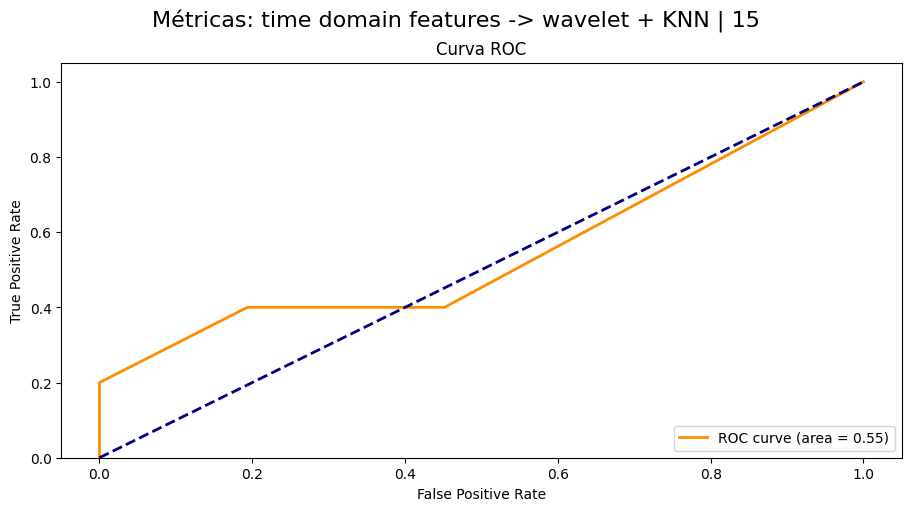 Métricas: time domain features -> wavelet + KNN | 15
Curva ROC
True Positive Rate
1.0
0.8
0.6
0.4
0.2
0.0
0.0 0.2 0.4 0.6 0.8 1.0
False Positive Rate
ROC curve (area = 0.55)